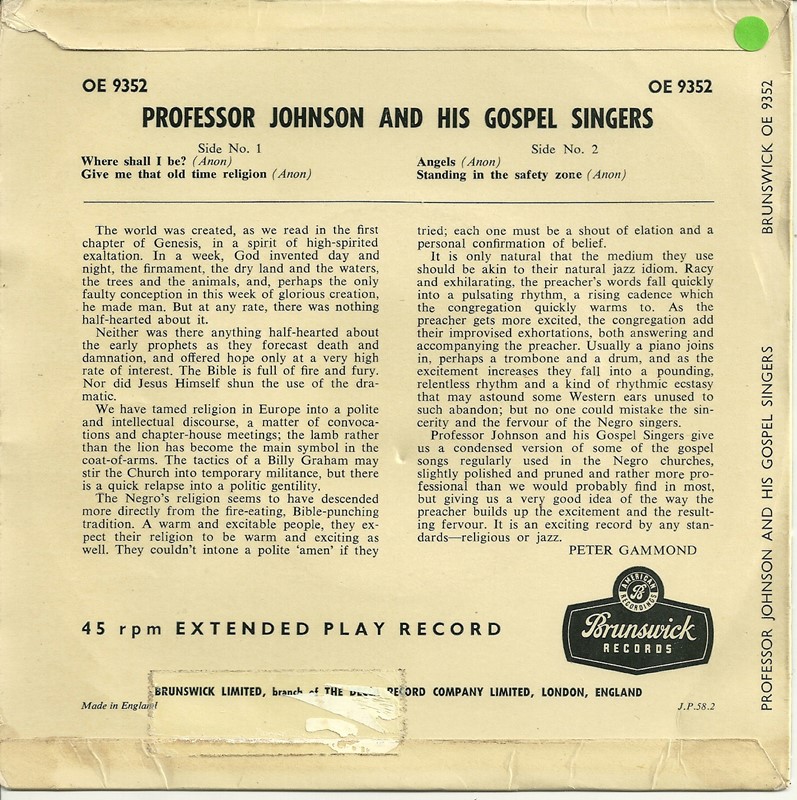 OE 9352
OE 9352
PROFESSOR JOHNSON AND HIS GOSPEL SINGERS
Side No. 1
Where shall I be? (Anon)
Give me that old time religion (Anon)
Side No. 2
Angels (Anon)
Standing in the safety zone (Anon)
The world was created, as we read in the first
chapter of Genesis, in a spirit of high-spirited
exaltation. In a week, God invented day and
night, the firmament, the dry land and the waters,
the trees and the animals, and, perhaps the only
faulty conception in this week of glorious creation,
he made man. But at any rate, there was nothing
half-hearted about it.
Neither was there anything half-hearted about
the early prophets as they forecast death and
damnation, and offered hope only at a very high
rate of interest. The Bible is full of fire and fury.
Nor did Jesus Himself shun the use of the dra-
matic.
We have tamed religion in Europe into a polite
and intellectual discourse, a matter of convoca-
tions and chapter-house meetings; the lamb rather
than the lion has become the main symbol in the
coat-of-arms. The tactics of a Billy Graham may
stir the Church into temporary militance, but there
is a quick relapse into a politic gentility.
The Negro's religion seems to have descended
more directly from the fire-eating, Bible-punching
tradition. A warm and excitable people, they ex-
pect their religion to be warm and exciting as
well. They couldn't intone a polite 'amen' if they
tried; each one must be a shout of elation and a
personal confirmation of belief.
It is only natural that the medium they use
should be akin to their natural jazz idiom. Racy
and exhilarating, the preacher's words fall quickly
into a pulsating rhythm, a rising cadence which
the congregation quickly warms to. As the
preacher gets more excited, the congregation add
their improvised exhortations, both answering and
accompanying the preacher. Usually a piano joins
in, perhaps a trombone and a drum, and as the
excitement increases they fall into a pounding,
relentless rhythm and a kind of rhythmic ecstasy
that may astound some Western ears unused to
such abandon; but no one could mistake the sin-
cerity and the fervour of the Negro singers.
Professor Johnson and his Gospel Singers give
us a condensed version of some of the gospel
songs regularly used in the Negro churches,
slightly polished and pruned and rather more pro-
fessional than we would probably find in most,
but giving us a very good idea of the way the
preacher builds up the excitement and the result-
ing fervour. It is an exciting record by any stan-
dards—religious or jazz.
PETER GAMMOND
45 rpm EXTENDED PLAY RECORD
AMERICAN
B
RECORDINGS
Brunswick
RECORDS
BRUNSWICK LIMITED, branch of THE DECCA RECORD COMPANY LIMITED, LONDON, ENGLAND
Made in England
J.P.58.2
BRUNSWICK OE 9352
PROFESSOR JOHNSON AND HIS GOSPEL SINGERS